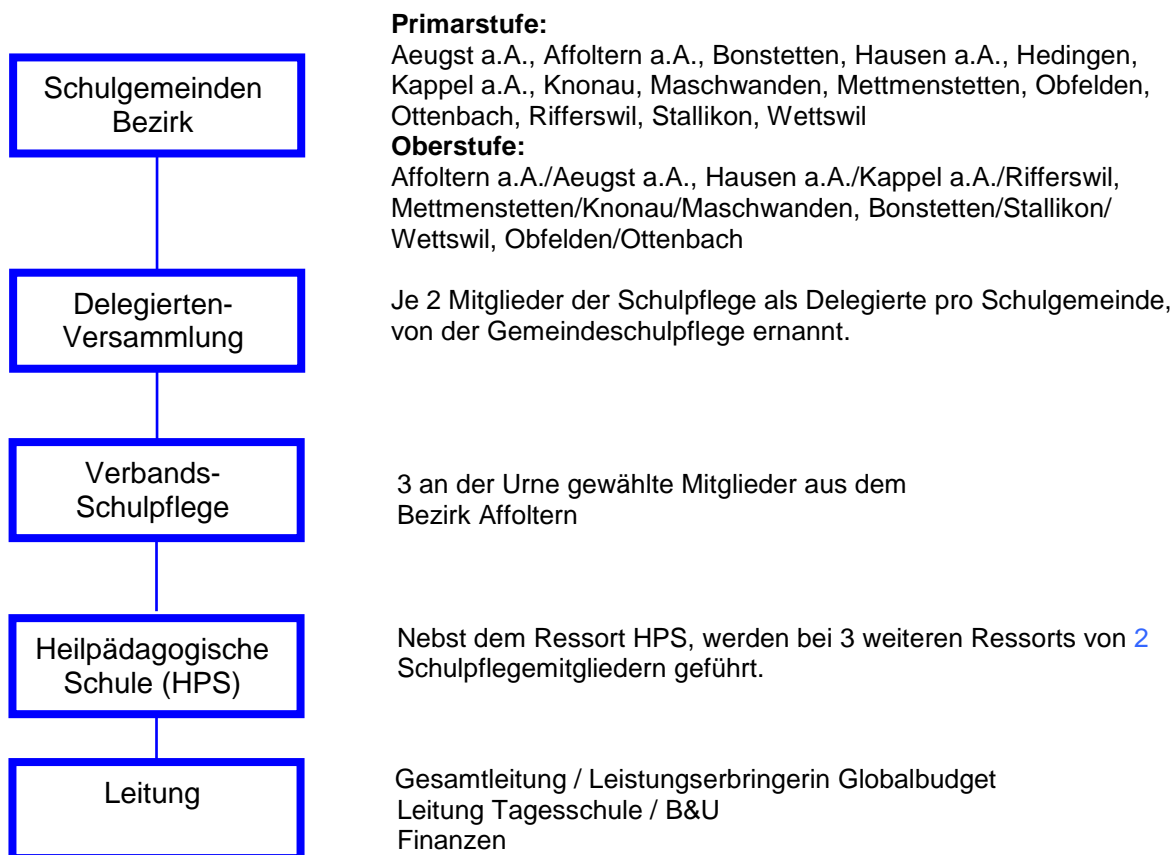 Schulgemeinden
Bezirk
Primarstufe:
Aeugst a.A., Affoltern a.A., Bonstetten, Hausen a.A., Hedingen,
Kappel a.A., Knonau, Maschwanden, Mettmenstetten, Obfelden,
Ottenbach, Rifferswil, Stallikon, Wettswil
Oberstufe:
Affoltern a.A./Aeugst a.A., Hausen a.A./Kappel a.A./Rifferswil,
Mettmenstetten/Knonau/Maschwanden, Bonstetten/Stallikon/
Wettswil, Obfelden/Ottenbach
Delegierten-
Versammlung
Je 2 Mitglieder der Schulpflege als Delegierte pro Schulgemeinde,
von der Gemeindeschulpflege ernannt.
Verbands-
Schulpflege
3 an der Urne gewählte Mitglieder aus dem
Bezirk Affoltern
Heilpädagogische
Schule (HPS)
Nebst dem Ressort HPS, werden bei 3 weiteren Ressorts von 2
Schulpflegemitgliedern geführt.
Leitung
Gesamtleitung / Leistungserbringerin Globalbudget
Leitung Tagesschule / B&U
Finanzen